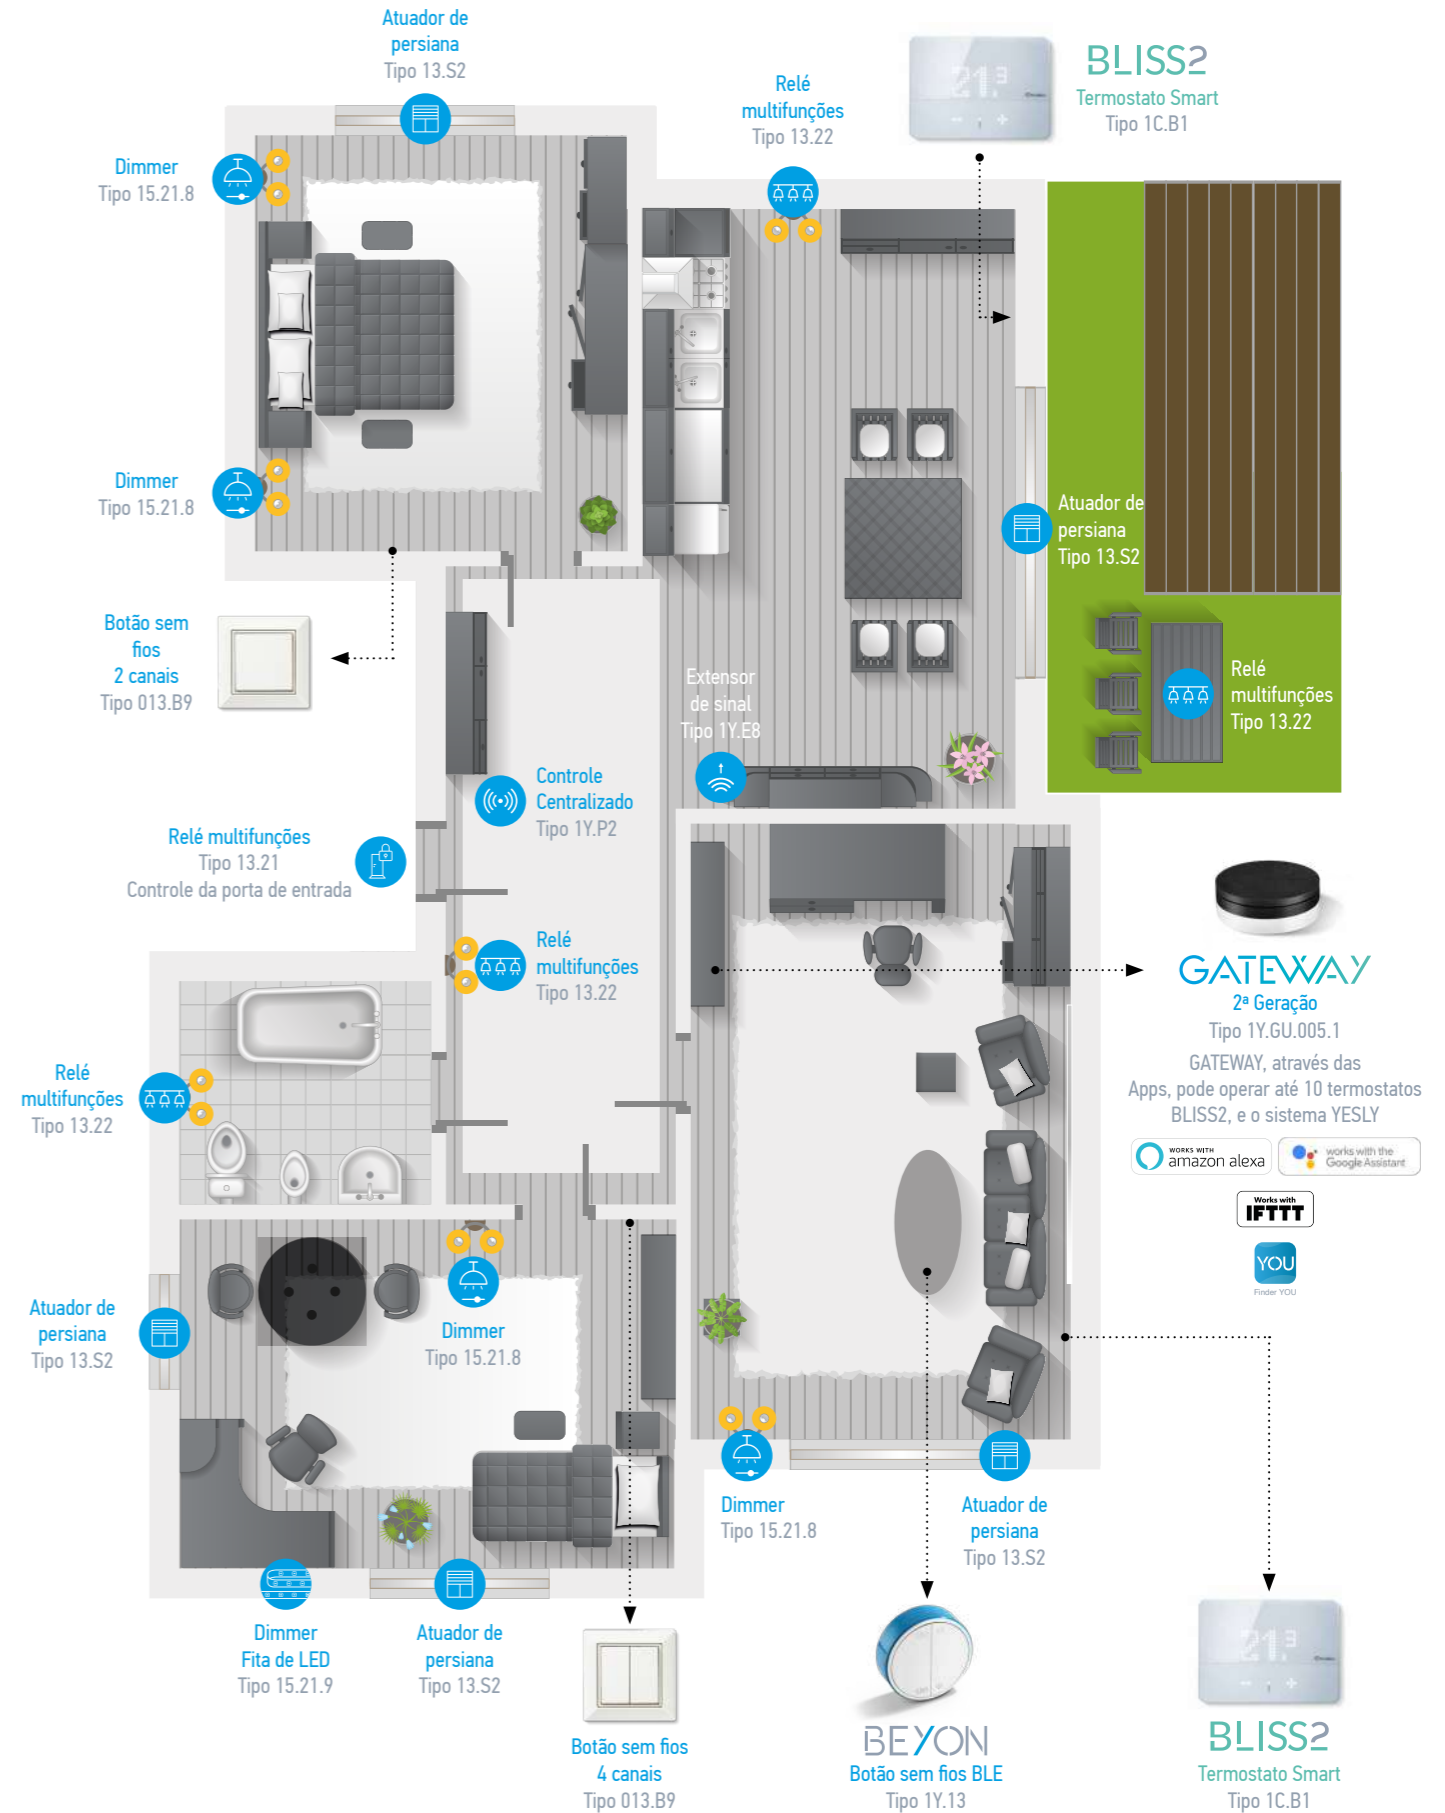 Atuador de
persiana
Tipo 13.S2
Relé
multifunções
Tipo 13.22
21.3
BLISS2
Termostato Smart
Tipo 1C.B1
Dimmer
Tipo 15.21.8
Dimmer
Tipo 15.21.8
Atuador de
persiana
Tipo 13.S2
Botão sem
fios
2 canais
Tipo 013.B9
Extensor
de sinal
Tipo 1Y.E8
Relé
multifunções
Tipo 13.22
Controle
Centralizado
Tipo 1Y.P2
Relé multifunções
Tipo 13.21
Controle da porta de entrada
Relé
multifunções
Tipo 13.22
GATEWAY
2ª Geração
Tipo 1Y.GU.005.1
GATEWAY, através das
Apps, pode operar até 10 termostatos
BLISS2, e o sistema YESLY
WORKS WITH
amazon alexa
works with the
Google Assistant
Works with
IFTTT
YOU
Finder YOU
Relé
multifunções
Tipo 13.22
Atuador de
persiana
Tipo 13.S2
Dimmer
Tipo 15.21.8
Dimmer
Tipo 15.21.8
Atuador de
persiana
Tipo 13.S2
Dimmer
Fita de LED
Tipo 15.21.9
Atuador de
persiana
Tipo 13.S2
Botão sem fios
4 canais
Tipo 013.B9
BEYON
Botão sem fios BLE
Tipo 1Y.13
21.3
BLISS2
Termostato Smart
Tipo 1C.B1